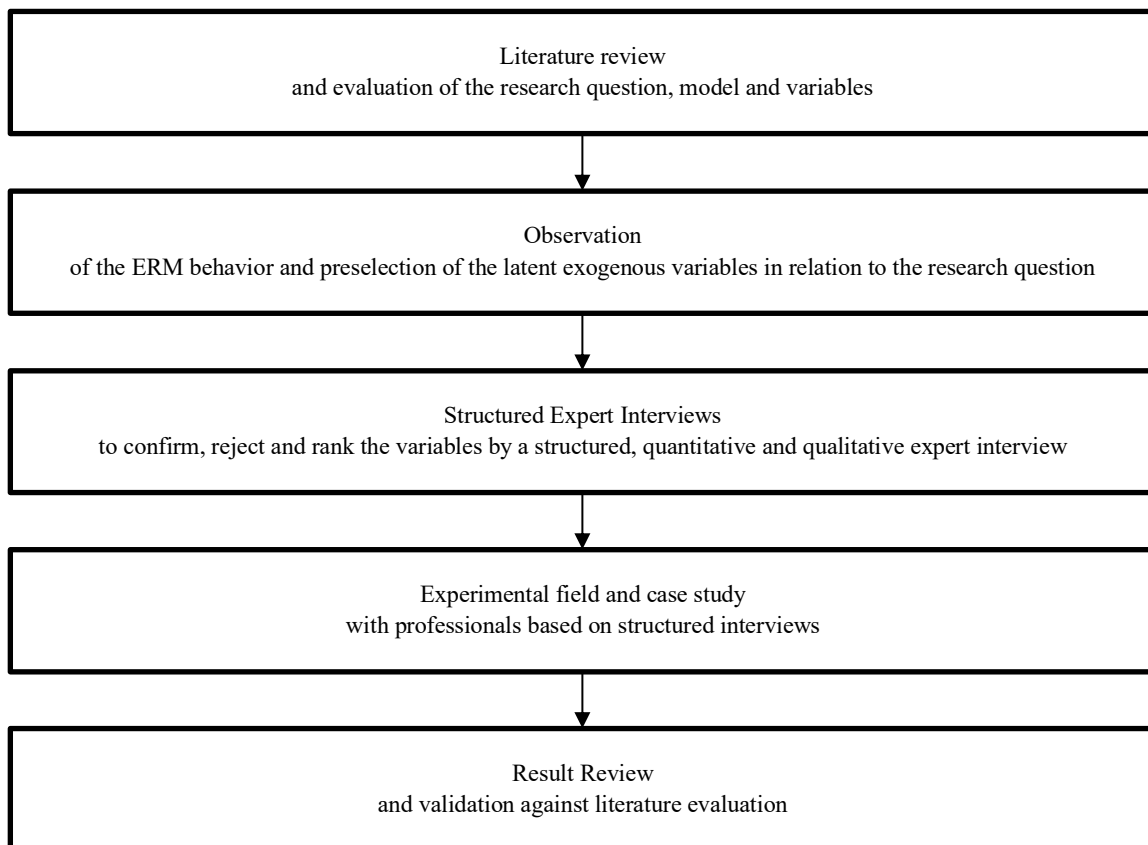 Literature review
and evaluation of the research question, model and variables
Observation
of the ERM behavior and preselection of the latent exogenous variables in relation to the research question
Structured Expert Interviews
to confirm, reject and rank the variables by a structured, quantitative and qualitative expert interview
Experimental field and case study
with professionals based on structured interviews
Result Review
and validation against literature evaluation